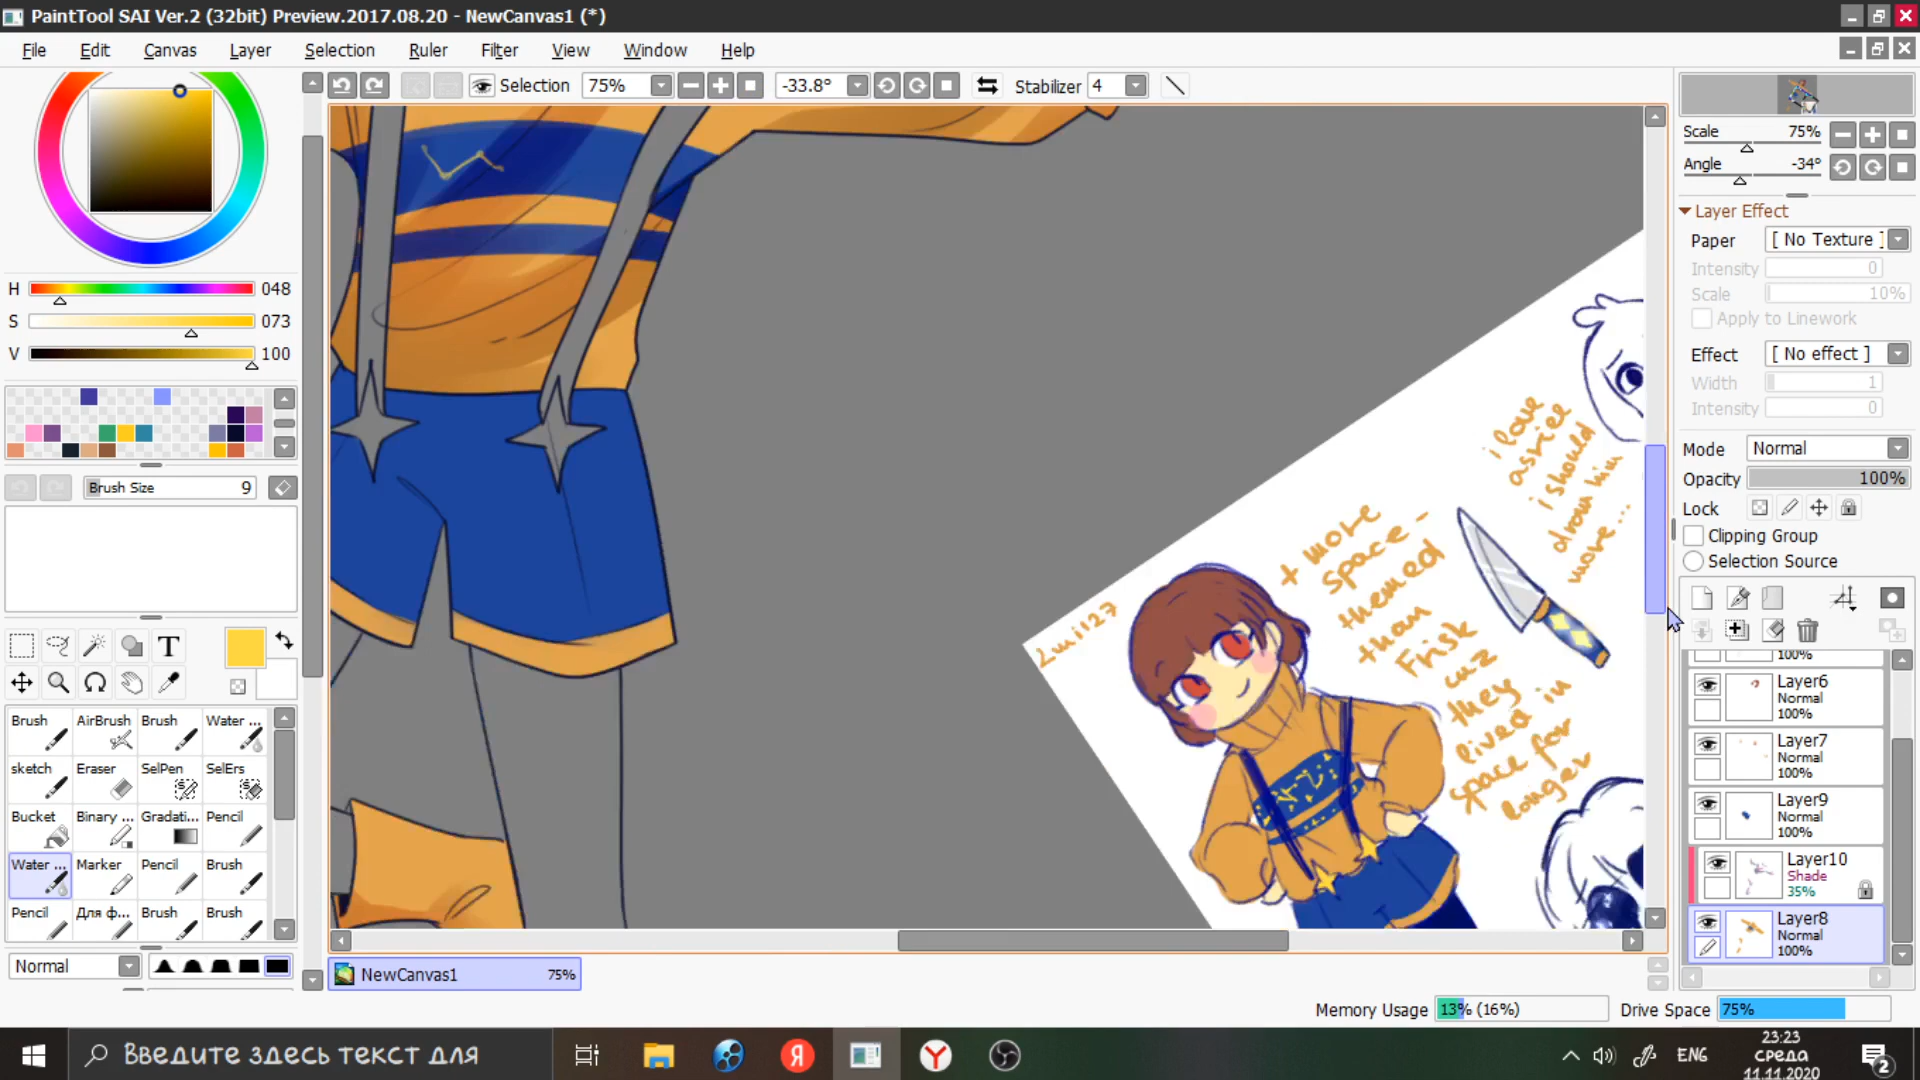 PaintTool SAI Ver.2 (32bit) Preview.2017.08.20 - NewCanvas1 (*)
File Edit Canvas Layer Selection Ruler Filter View Window Help
Selection 75% -33.8° Stabilizer 4
Scale 75%
Angle -34°
Layer Effect
Paper [ No Texture ]
Intensity 0
Scale 10%
Apply to Linework
Effect [ No effect ]
Width 1
Intensity 0
Mode Normal
Opacity 100%
Lock
Clipping Group
Selection Source
100%
Layer6
Normal
100%
Layer7
Normal
100%
Layer9
Normal
100%
Layer10
Shade
35%
Layer8
Normal
100%
H 048
S 073
V 100
Brush Size 9
T
Brush AirBrush Brush Water ...
sketch Eraser SelPen SelErs
Bucket Binary ... Gradati... Pencil
Water ... Marker Pencil Brush
Pencil Для ф... Brush Brush
Normal
i love
asriel
i should
drow him
more...
+ more
space-
themed
than
Frisk
cuz
they
lived in
space for
longer
NewCanvas1 75%
Memory Usage 13% (16%) Drive Space 75%
Введите здесь текст для
Я
Y
ENG
23:23
среда
11.11.2020
2